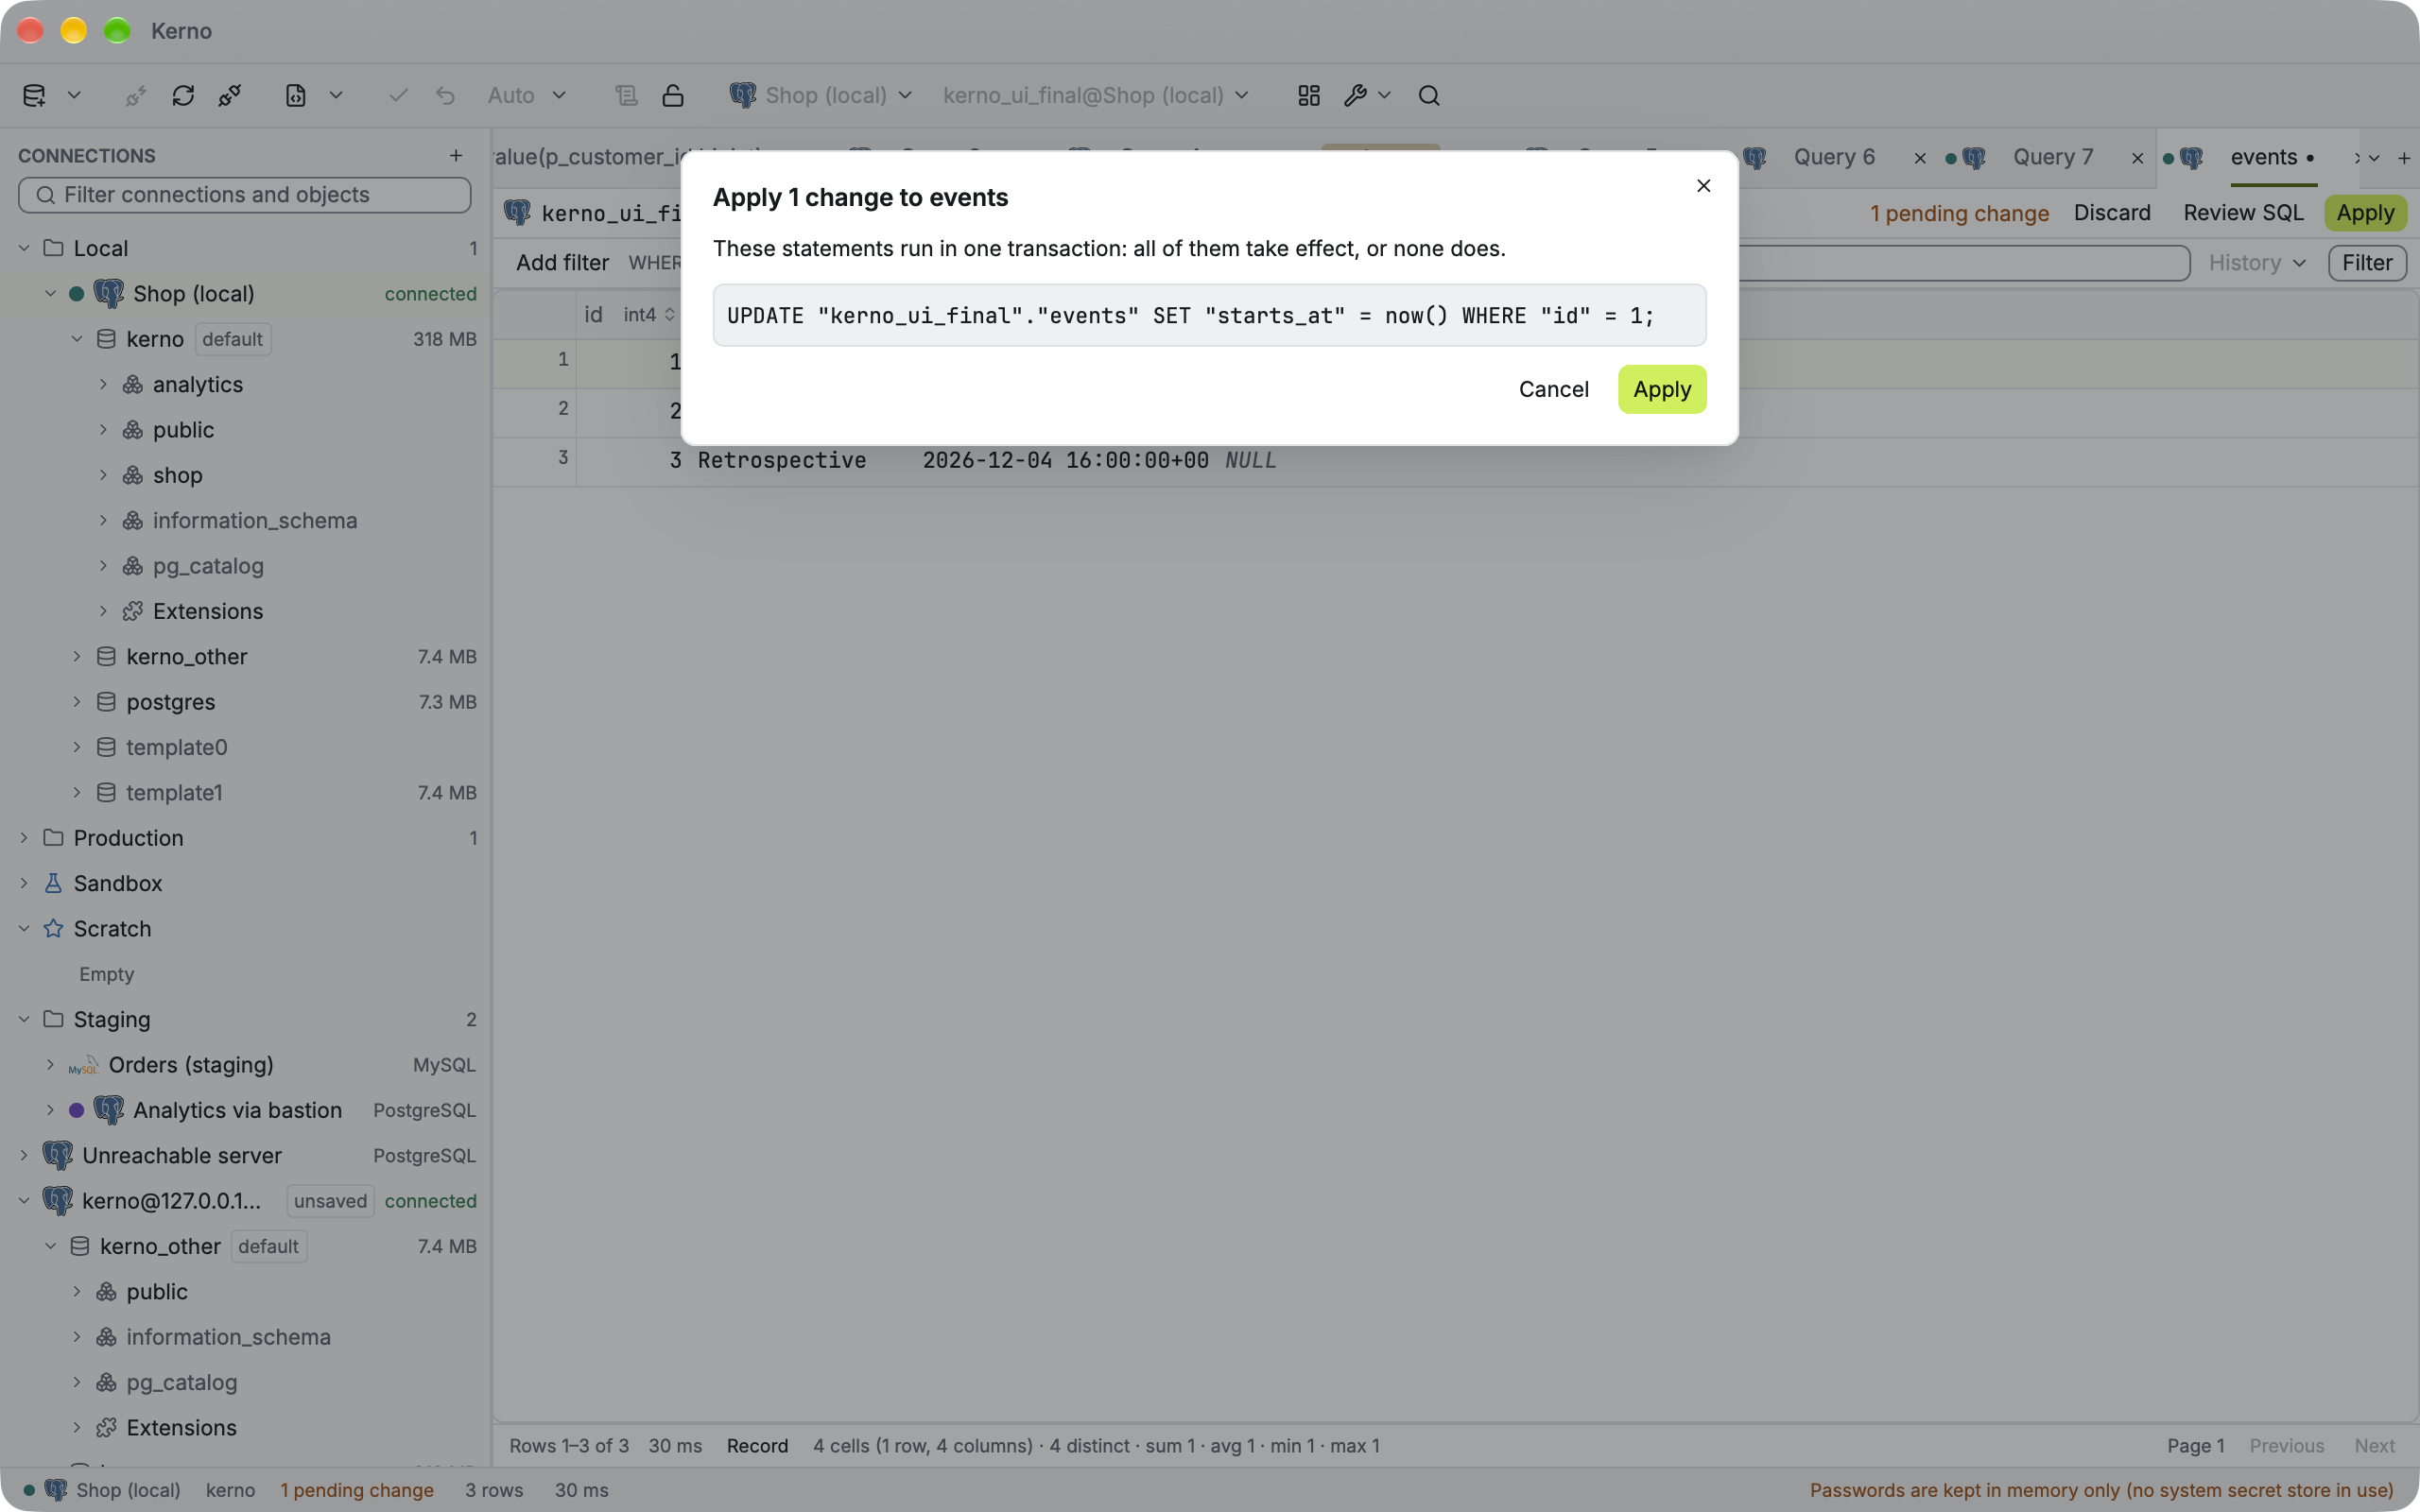 Kerno
Auto
Shop (local)
kerno_ui_final@Shop (local)
CONNECTIONS
Filter connections and objects
Local 1
Shop (local) connected
kerno default 318 MB
analytics
public
shop
information_schema
pg_catalog
Extensions
kerno_other 7.4 MB
postgres 7.3 MB
template0
template1 7.4 MB
Production 1
Sandbox
Scratch
Empty
Staging 2
Orders (staging) MySQL
Analytics via bastion PostgreSQL
Unreachable server PostgreSQL
kerno@127.0.0.1... unsaved connected
kerno_other default 7.4 MB
public
information_schema
pg_catalog
Extensions
Query 6
Query 7
events •
kerno_ui_fi
1 pending change
Discard
Review SQL
Apply
Add filter
History
Filter
id int4
1 1
2 2
3 3 Retrospective 2026-12-04 16:00:00+00 NULL
Apply 1 change to events
These statements run in one transaction: all of them take effect, or none does.
UPDATE "kerno_ui_final"."events" SET "starts_at" = now() WHERE "id" = 1;
Cancel
Apply
Rows 1–3 of 3 30 ms Record 4 cells (1 row, 4 columns) · 4 distinct · sum 1 · avg 1 · min 1 · max 1
Page 1 Previous Next
Shop (local) kerno 1 pending change 3 rows 30 ms
Passwords are kept in memory only (no system secret store in use)